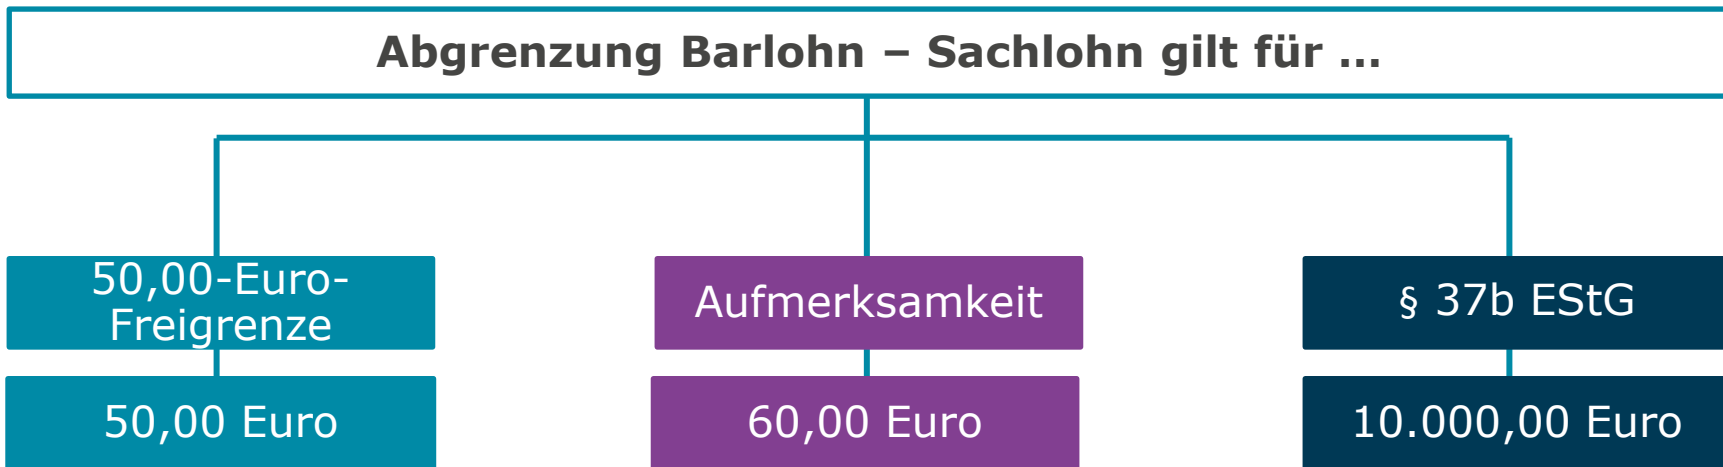 Abgrenzung Barlohn – Sachlohn gilt für …
50,00-Euro-
Freigrenze
Aufmerksamkeit
§ 37b EStG
50,00 Euro
60,00 Euro
10.000,00 Euro